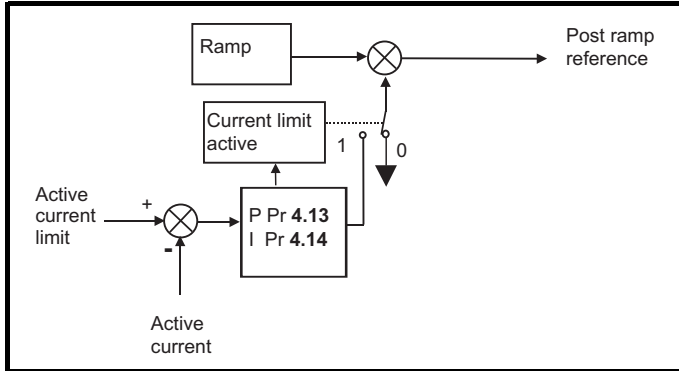 Ramp
Post ramp
reference
Current limit
active
1
0
Active
current
limit
+
-
P Pr 4.13
I Pr 4.14
Active
current